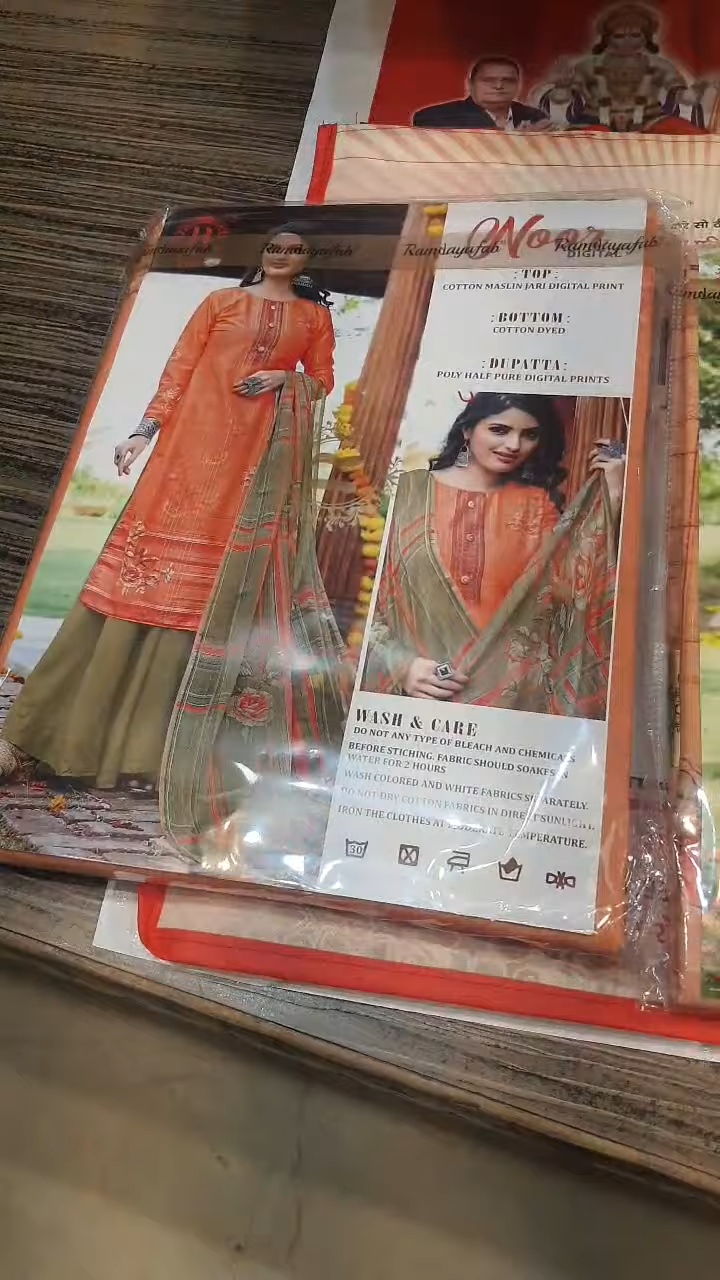 Ramdayafab Ramdayafab Ramdayafab
Noor
DIGITAL
: TOP :
COTTON MASLIN JARI DIGITAL PRINT
: BOTTOM :
COTTON DYED
: DUPATTA :
POLY HALF PURE DIGITAL PRINTS
WASH & CARE
DO NOT ANY TYPE OF BLEACH AND CHEMICALS
BEFORE STICHING. FABRIC SHOULD SOAKES IN
WATER FOR 2 HOURS
WASH COLORED AND WHITE FABRICS SEPARATELY.
DO NOT DRY COTTON FABRICS IN DIRECT SUNLIGHT.
IRON THE CLOTHES AT MODERATE TEMPERATURE.
30